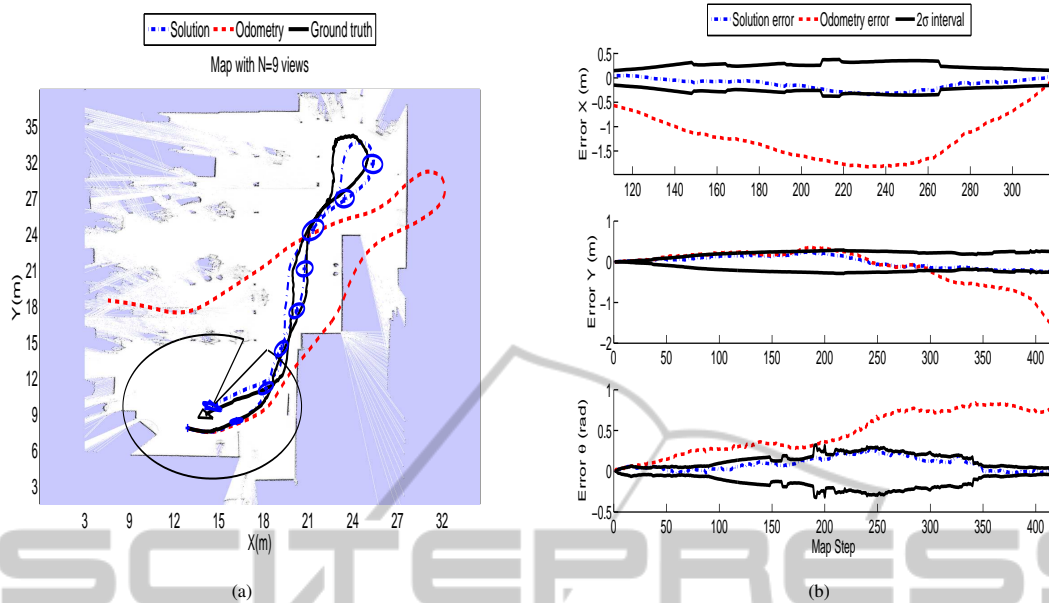 Solution Odometry Ground truth
Map with N=9 views
Y(m)
35
32
27
24
21
18
15
12
9
6
3
3 9 12 15 18 21 24 27 32
X(m)
(a)
Solution error Odometry error 2σ interval
Error X (m)
0.5
0
−0.5
−1
−1.5
120 140 160 180 200 220 240 260 280 300
Error Y (m)
1
0
−1
−2
0 50 100 150 200 250 300 350 400
Error θ (rad)
1
0.5
0
−0.5
0 50 100 150 200 250 300 350 400
Map Step
(b)
SCITEPRESS